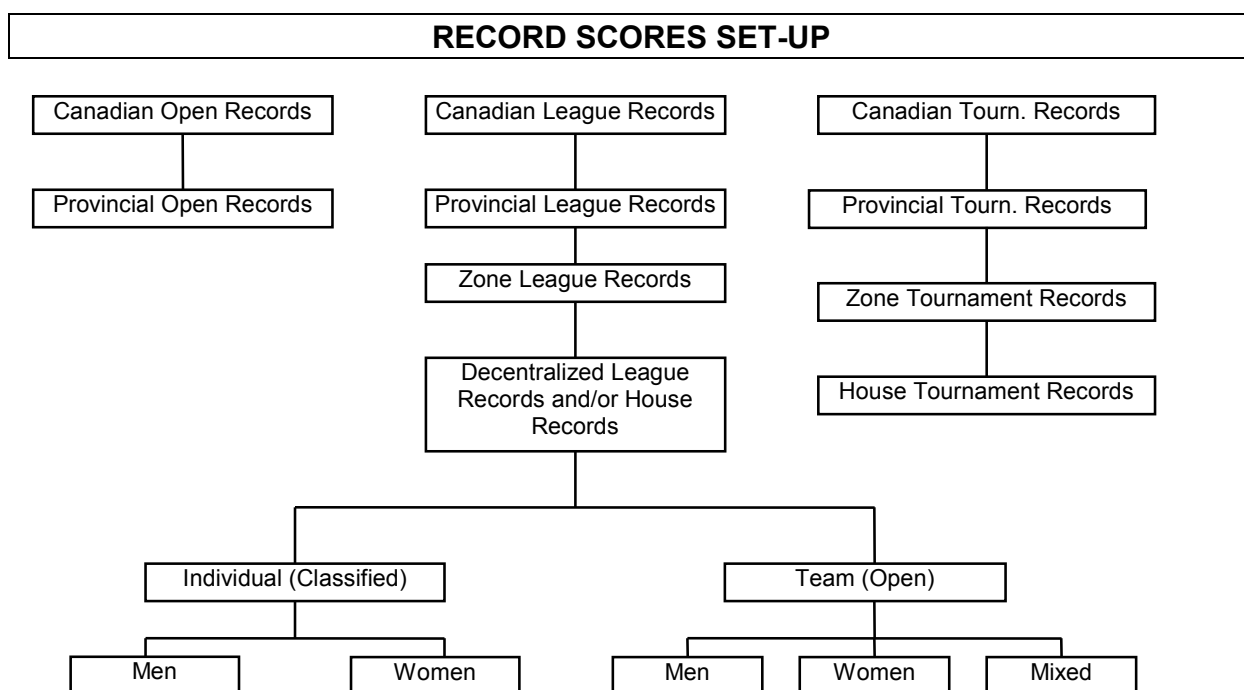 RECORD SCORES SET-UP
Canadian Open Records
Canadian League Records
Canadian Tourn. Records
Provincial Open Records
Provincial League Records
Provincial Tourn. Records
Zone League Records
Zone Tournament Records
Decentralized League
Records and/or House
Records
House Tournament Records
Individual (Classified)
Team (Open)
Men
Women
Men
Women
Mixed